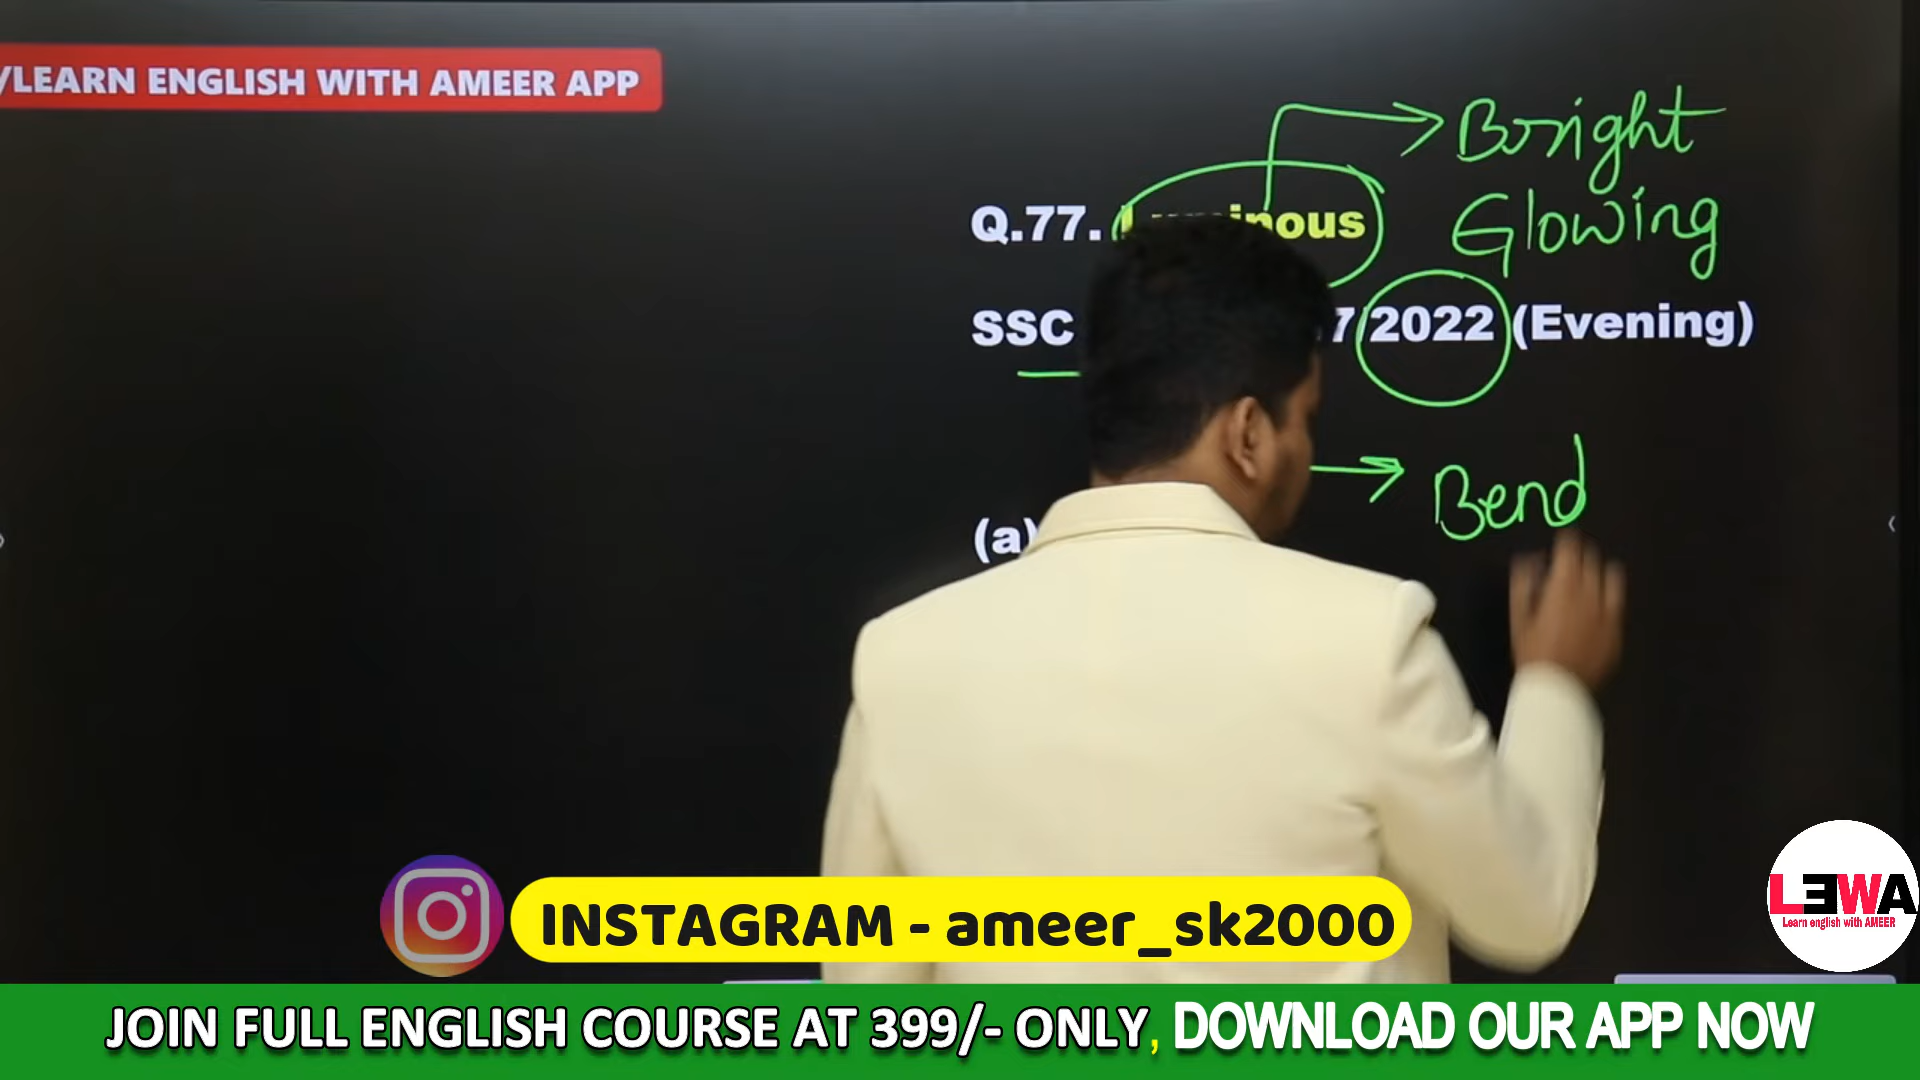 /LEARN ENGLISH WITH AMEER APP
Bright
Q.77. Luminous
Glowing
SSC 7/2022 (Evening)
Bend
(a)
INSTAGRAM - ameer_sk2000
LEWA
Learn english with AMEER
JOIN FULL ENGLISH COURSE AT 399/- ONLY, DOWNLOAD OUR APP NOW